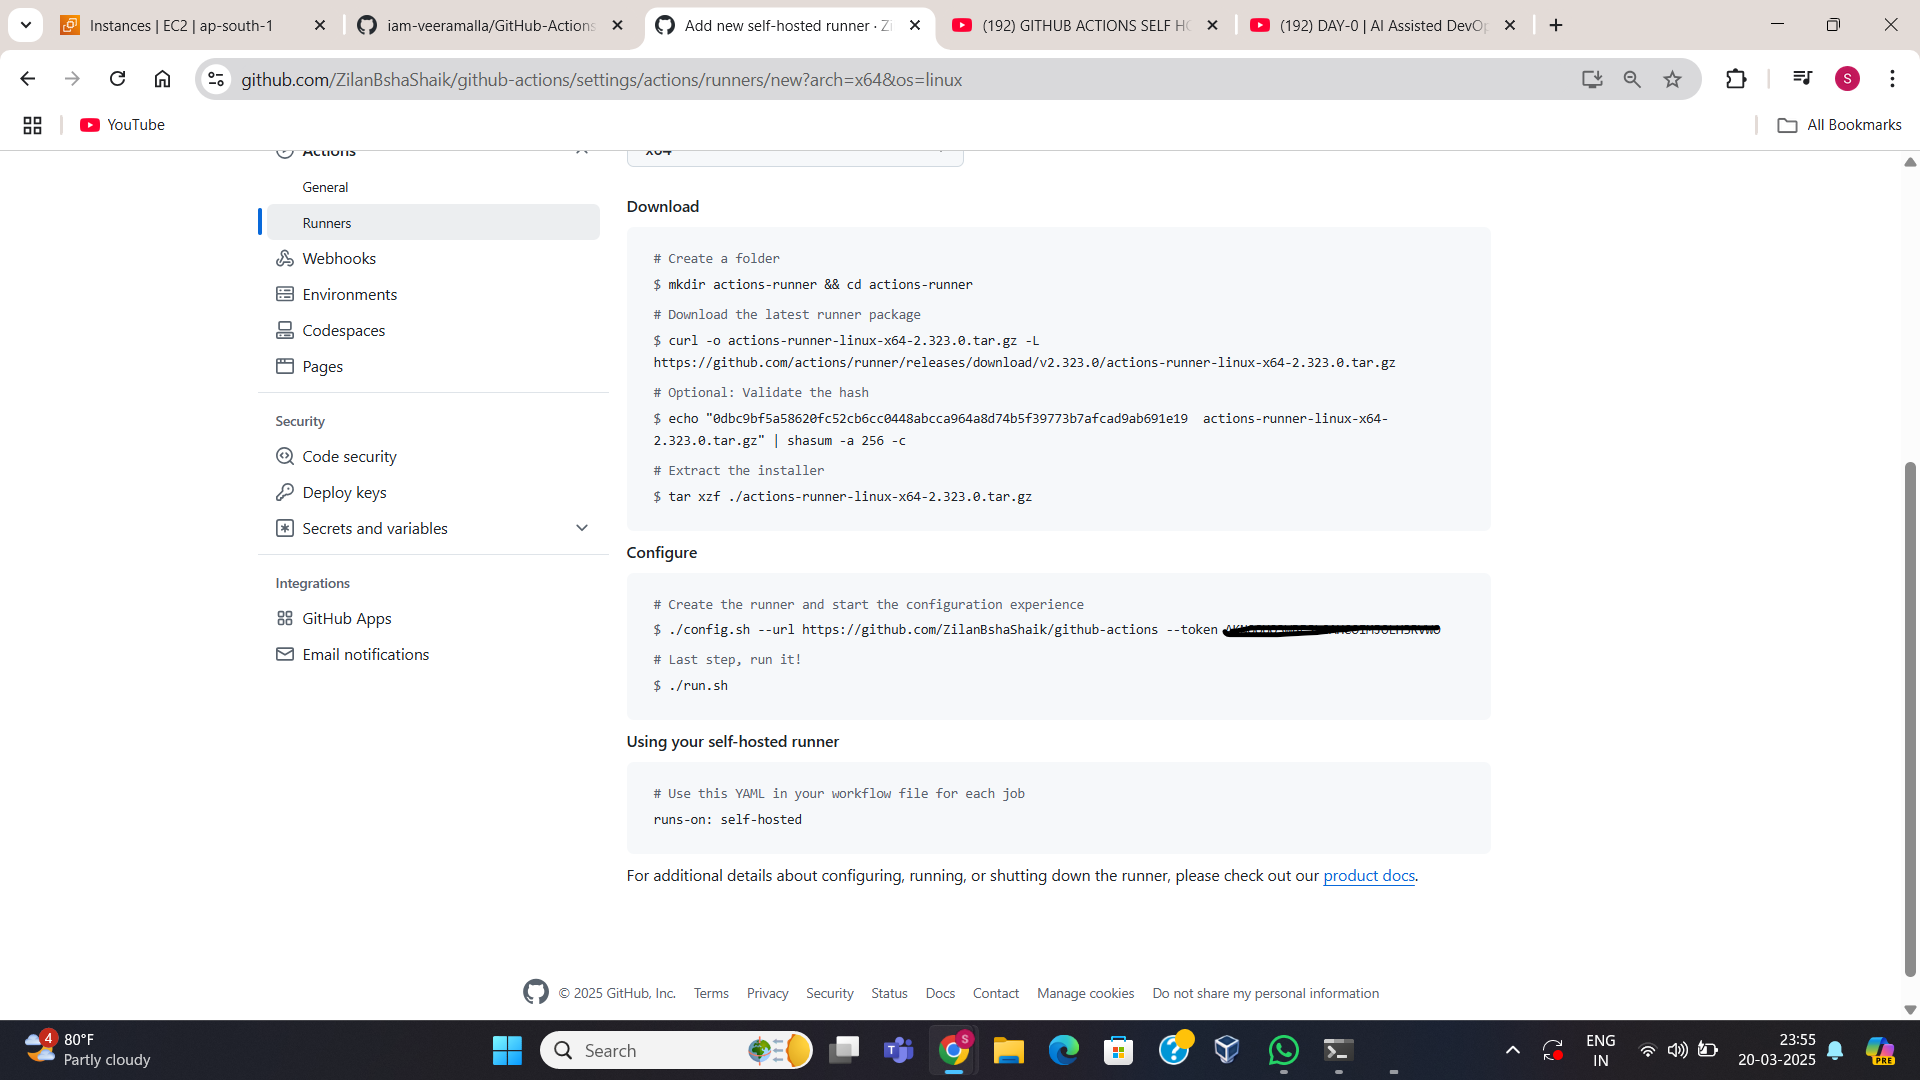 Instances | EC2 | ap-south-1
iam-veeramalla/GitHub-Actions
Add new self-hosted runner · Zi
(192) GITHUB ACTIONS SELF HO
(192) DAY-0 | AI Assisted DevOp
github.com/ZilanBshaShaik/github-actions/settings/actions/runners/new?arch=x64&os=linux
S
YouTube
All Bookmarks
Actions
General
Runners
Webhooks
Environments
Codespaces
Pages
Security
Code security
Deploy keys
Secrets and variables
Integrations
GitHub Apps
Email notifications
x64
Download
# Create a folder
$ mkdir actions-runner && cd actions-runner
# Download the latest runner package
$ curl -o actions-runner-linux-x64-2.323.0.tar.gz -L
https://github.com/actions/runner/releases/download/v2.323.0/actions-runner-linux-x64-2.323.0.tar.gz
# Optional: Validate the hash
$ echo "0dbc9bf5a58620fc52cb6cc0448abcca964a8d74b5f39773b7afcad9ab691e19  actions-runner-linux-x64-
2.323.0.tar.gz" | shasum -a 256 -c
# Extract the installer
$ tar xzf ./actions-runner-linux-x64-2.323.0.tar.gz
Configure
# Create the runner and start the configuration experience
$ ./config.sh --url https://github.com/ZilanBshaShaik/github-actions --token
# Last step, run it!
$ ./run.sh
Using your self-hosted runner
# Use this YAML in your workflow file for each job
runs-on: self-hosted
For additional details about configuring, running, or shutting down the runner, please check out our product docs.
© 2025 GitHub, Inc. Terms Privacy Security Status Docs Contact Manage cookies Do not share my personal information
4
80°F
Partly cloudy
Search
S
ENG
IN
23:55
20-03-2025
PRE